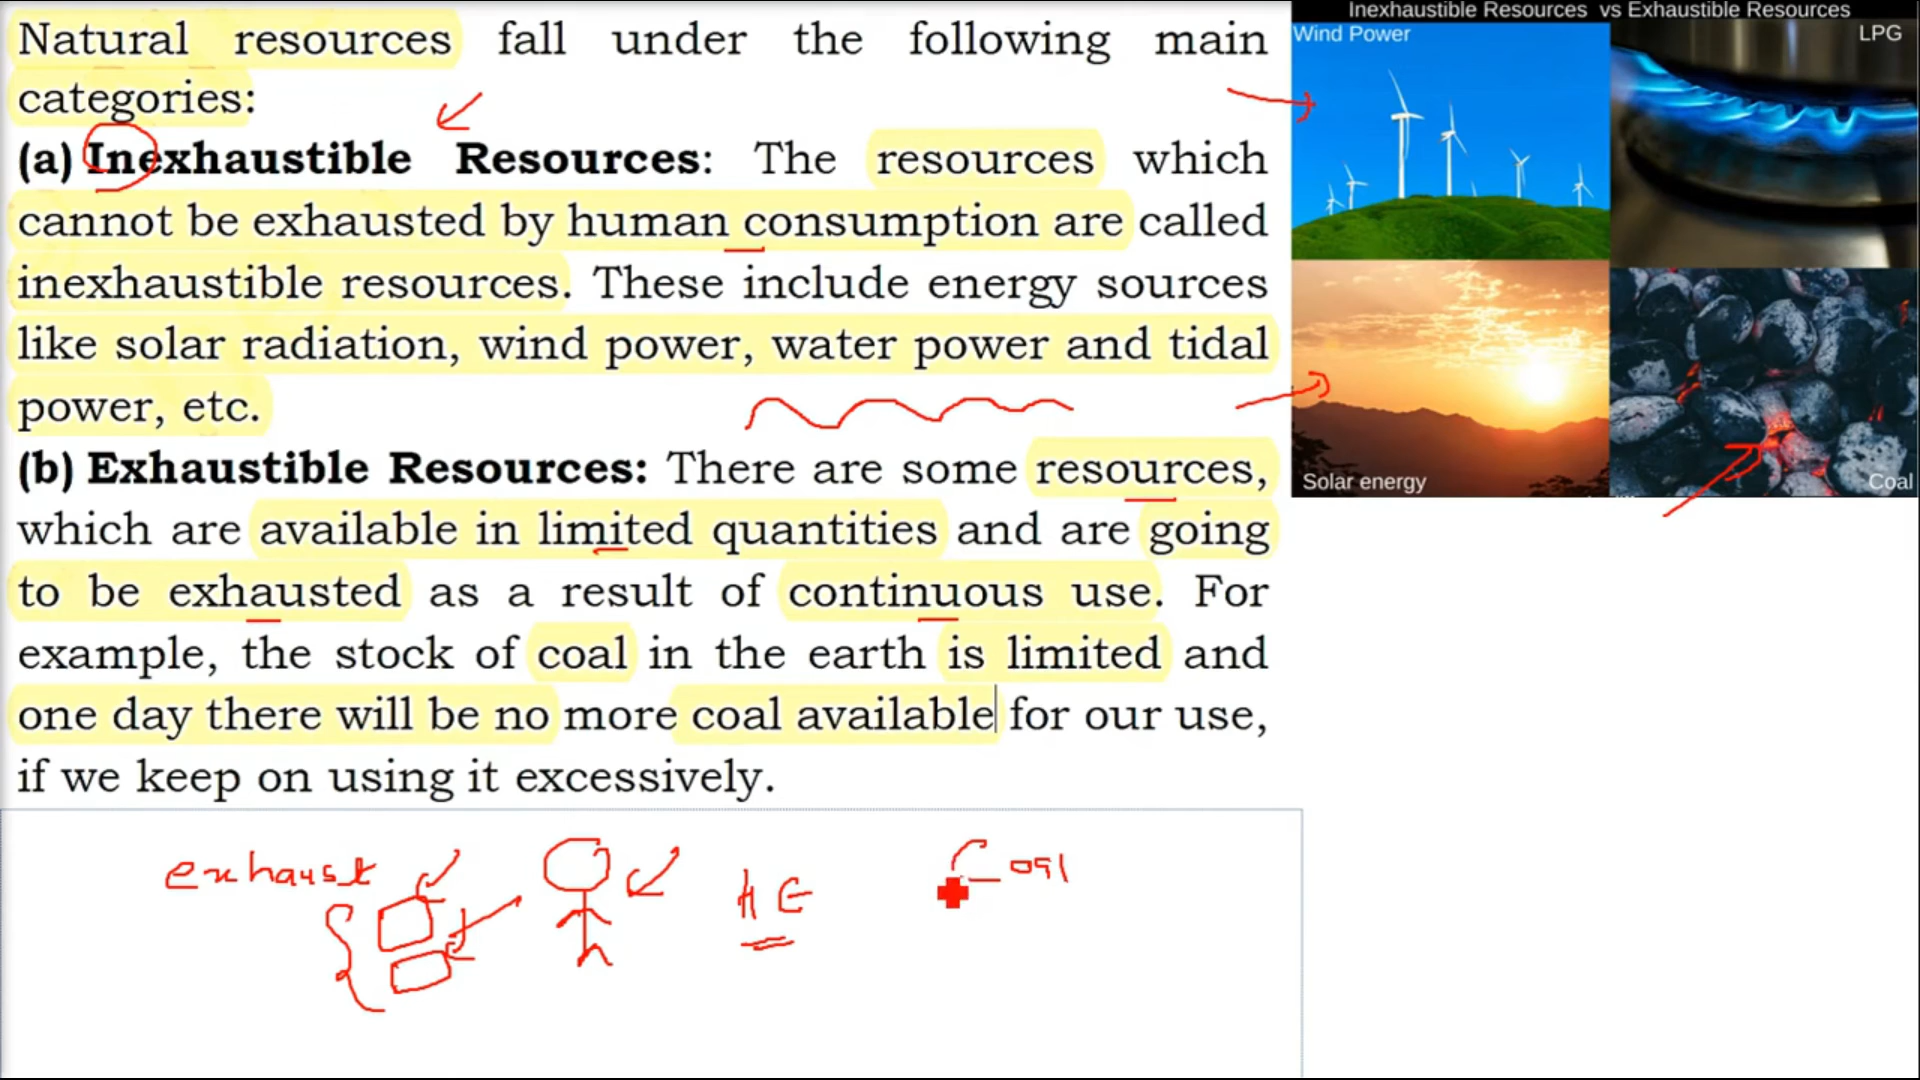 Natural resources fall under the following main
categories:
(a) Inexhaustible Resources: The resources which
cannot be exhausted by human consumption are called
inexhaustible resources. These include energy sources
like solar radiation, wind power, water power and tidal
power, etc.
(b) Exhaustible Resources: There are some resources,
which are available in limited quantities and are going
to be exhausted as a result of continuous use. For
example, the stock of coal in the earth is limited and
one day there will be no more coal available for our use,
if we keep on using it excessively.
Inexhaustible Resources vs Exhaustible Resources
Wind Power
LPG
Solar energy
Coal
exhaust
HE
Coal